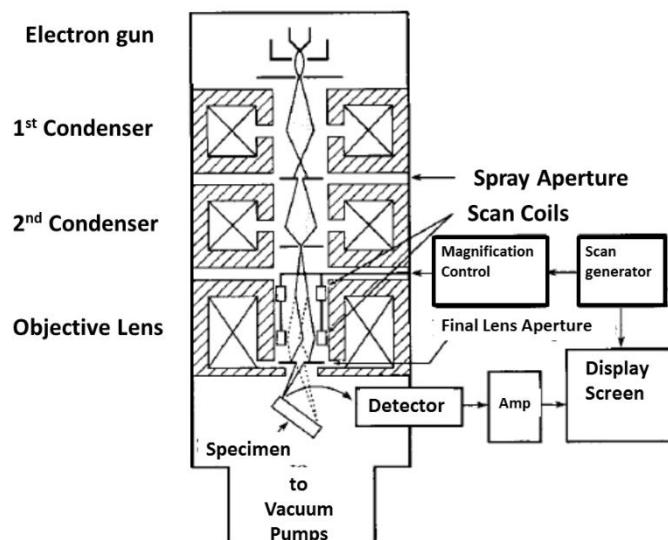 Electron gun
1st Condenser
Spray Aperture
2nd Condenser
Scan Coils
Magnification
Control
Scan
generator
Objective Lens
Final Lens Aperture
Display
Screen
Detector
Amp
Specimen
to
Vacuum
Pumps